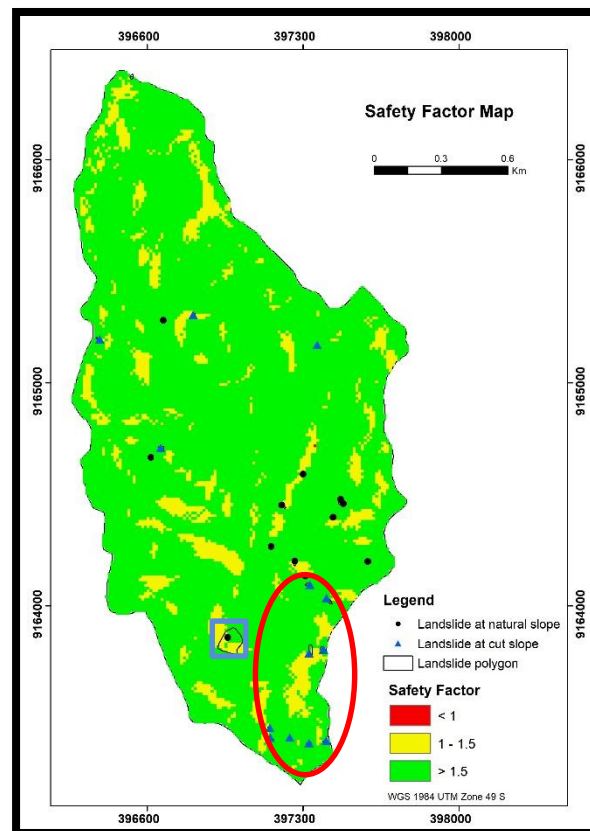 396600 397300 398000
Safety Factor Map
0 0.3 0.6
Km
9166000
9165000
9164000
9166000
9165000
9164000
Legend
Landslide at natural slope
Landslide at cut slope
Landslide polygon
Safety Factor
< 1
1 - 1.5
> 1.5
WGS 1984 UTM Zone 49 S
396600 397300 398000